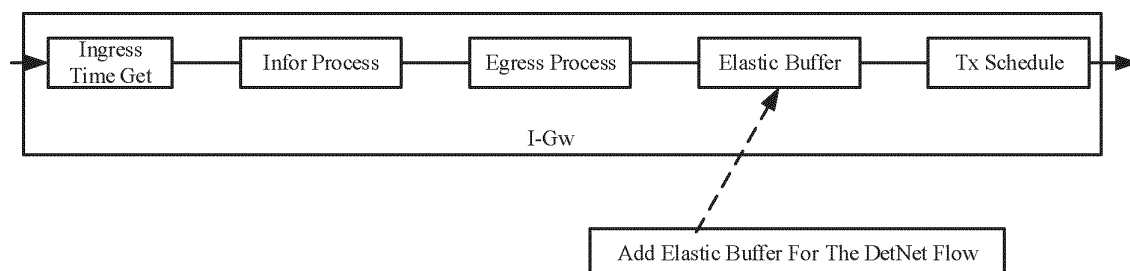 Ingress
Time Get
Infor Process
Egress Process
Elastic Buffer
Tx Schedule
I-Gw
Add Elastic Buffer For The DetNet Flow